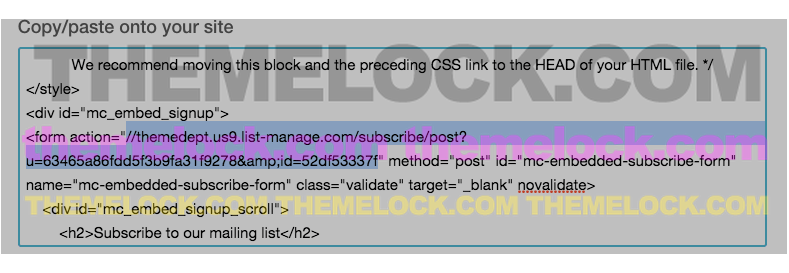 Copy/paste onto your site
THEMELOCK.COM
We recommend moving this block and the preceding CSS link to the HEAD of your HTML file. */
</style>
<div id="mc_embed_signup">
<form action="//themedept.us9.list-manage.com/subscribe/post?
themelock.com themelock.com
u=63465a86fdd5f3b9fa31f9278&amp;id=52df53337f" method="post" id="mc-embedded-subscribe-form"
name="mc-embedded-subscribe-form" class="validate" target="_blank" novalidate>
THEMELOCK.COM THEMELOCK.COM THEMELOCK.COM
<div id="mc_embed_signup_scroll">
<h2>Subscribe to our mailing list</h2>